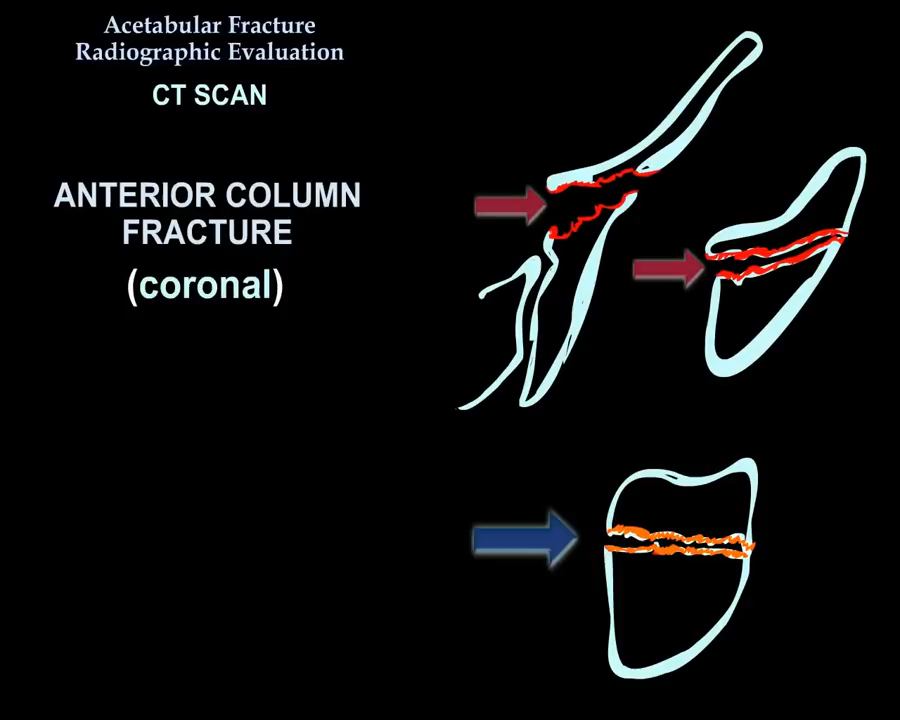 Acetabular Fracture
Radiographic Evaluation
CT SCAN
ANTERIOR COLUMN
FRACTURE
(coronal)